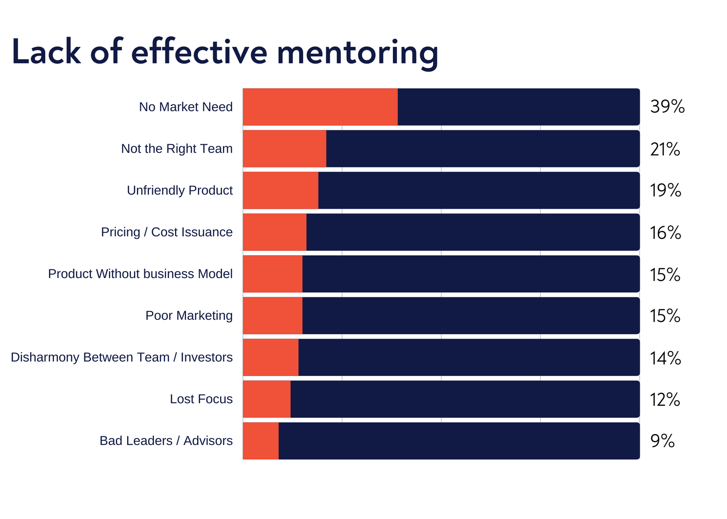 Lack of effective mentoring
No Market Need 39%
Not the Right Team 21%
Unfriendly Product 19%
Pricing / Cost Issuance 16%
Product Without business Model 15%
Poor Marketing 15%
Disharmony Between Team / Investors 14%
Lost Focus 12%
Bad Leaders / Advisors 9%